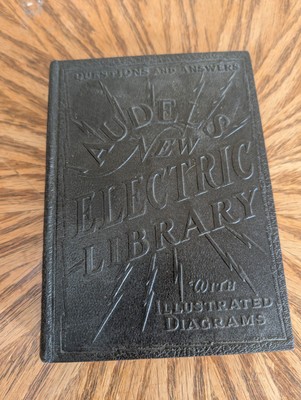 QUESTIONS AND ANSWERS
AUDELS
NEW
ELECTRIC
LIBRARY
WITH
ILLUSTRATED
DIAGRAMS